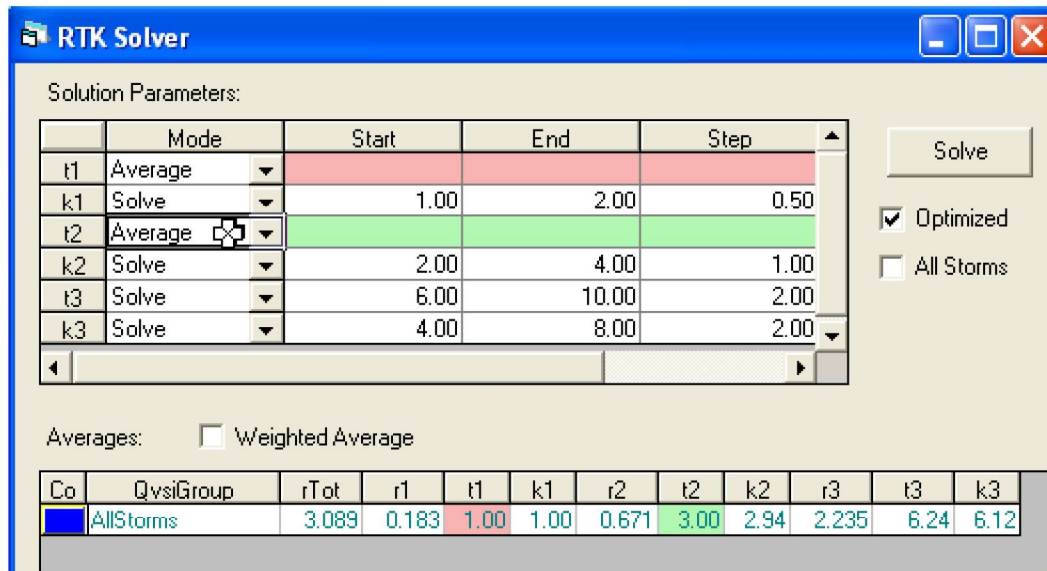 RTK Solver
Solution Parameters:
Mode Start End Step
t1 Average
k1 Solve 1.00 2.00 0.50
t2 Average
k2 Solve 2.00 4.00 1.00
t3 Solve 6.00 10.00 2.00
k3 Solve 4.00 8.00 2.00
Solve
Optimized
All Storms
Averages: Weighted Average
Co QvsiGroup rTot r1 t1 k1 r2 t2 k2 r3 t3 k3
AllStorms 3.089 0.183 1.00 1.00 0.671 3.00 2.94 2.235 6.24 6.12